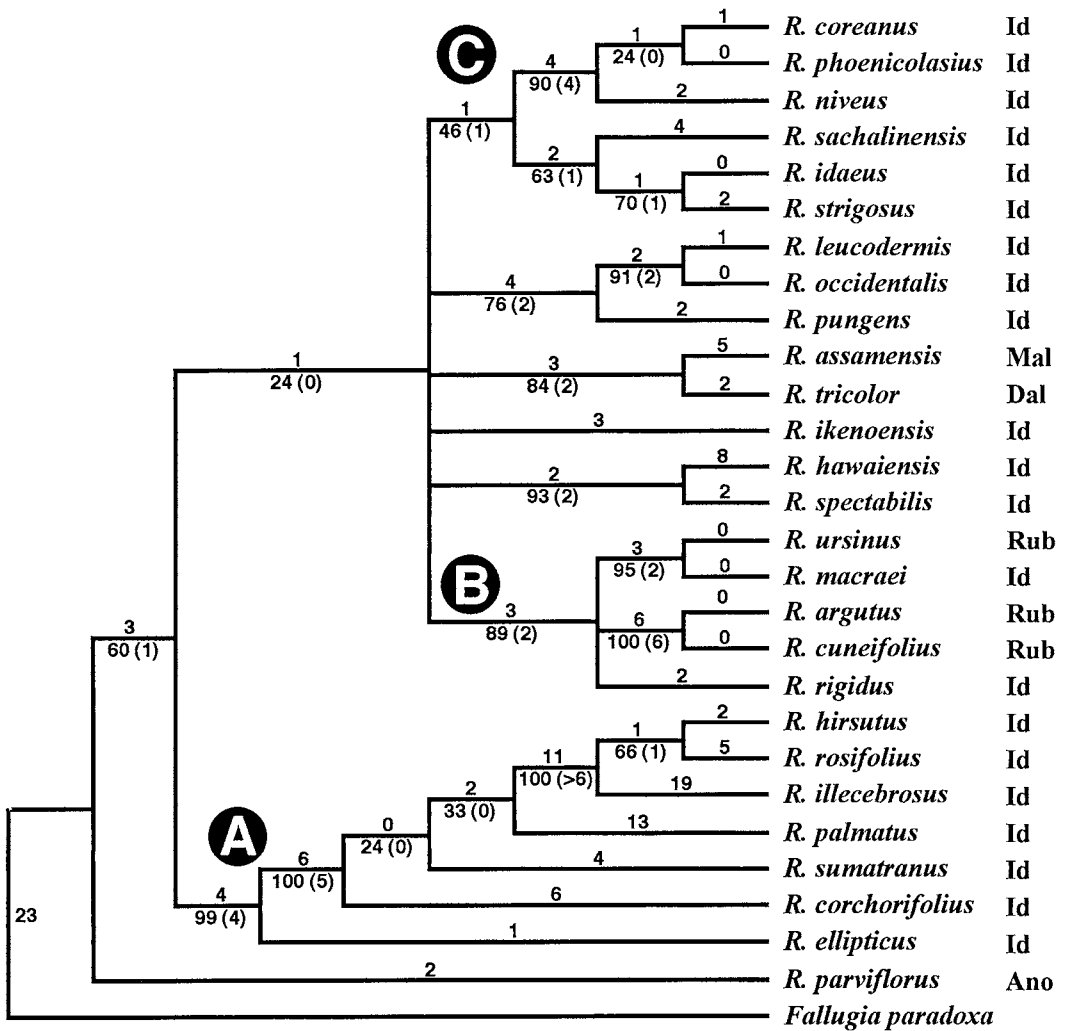 1
R. coreanus Id
1
24 (0)
0
R. phoenicolasius Id
C
4
90 (4)
2
R. niveus Id
1
46 (1)
4
R. sachalinensis Id
2
63 (1)
0
R. idaeus Id
1
70 (1)
2
R. strigosus Id
1
R. leucodermis Id
2
91 (2)
0
R. occidentalis Id
4
76 (2)
2
R. pungens Id
5
R. assamensis Mal
1
24 (0)
3
84 (2)
2
R. tricolor Dal
3
R. ikenoensis Id
8
R. hawaiensis Id
2
93 (2)
2
R. spectabilis Id
0
R. ursinus Rub
3
95 (2)
0
R. macraei Id
B
3
89 (2)
0
R. argutus Rub
6
100 (6)
0
R. cuneifolius Rub
3
60 (1)
2
R. rigidus Id
2
R. hirsutus Id
1
66 (1)
5
R. rosifolius Id
11
100 (>6)
19
R. illecebrosus Id
2
33 (0)
13
R. palmatus Id
A
0
24 (0)
4
R. sumatranus Id
6
100 (5)
6
R. corchorifolius Id
4
99 (4)
23
1
R. ellipticus Id
2
R. parviflorus Ano
Fallugia paradoxa